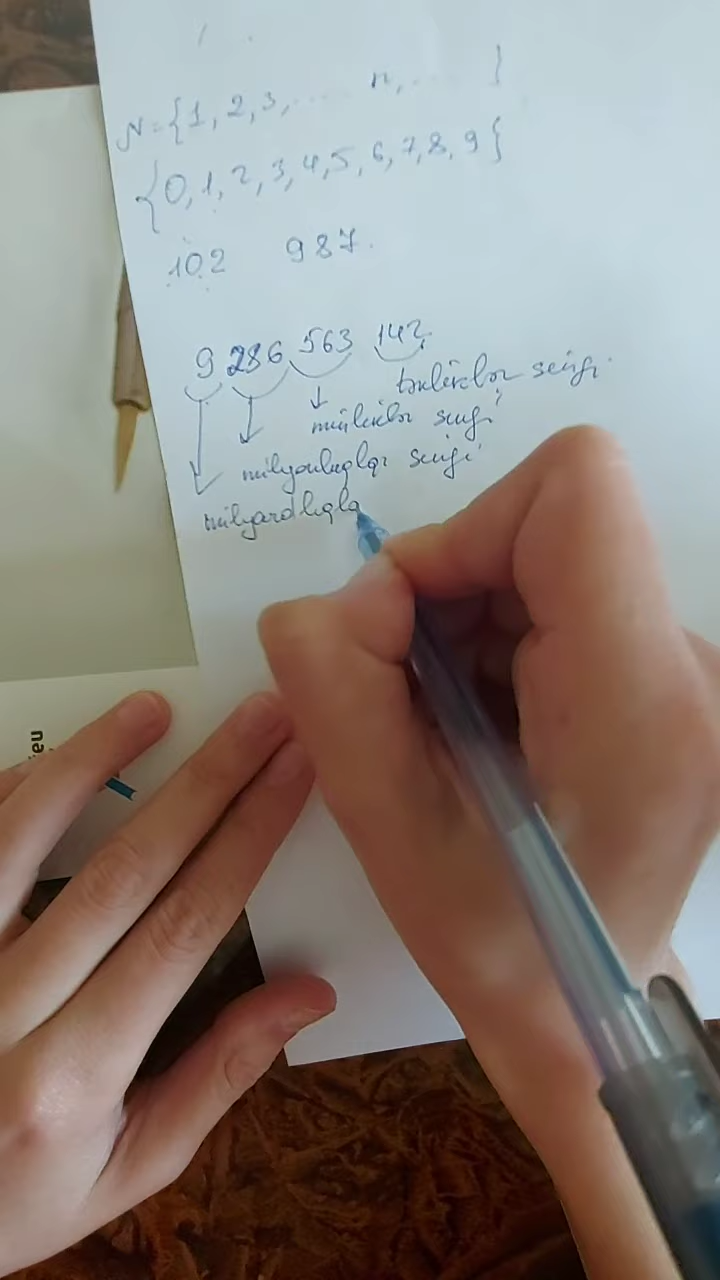 N={1, 2, 3, .... n, .... }
{0, 1, 2, 3, 4, 5, 6, 7, 8, 9}
102 987.
9 286 563 142
təkliklər sinfi.
minliklər sinfi
milyonluqlar sinfi
milyardlıqla